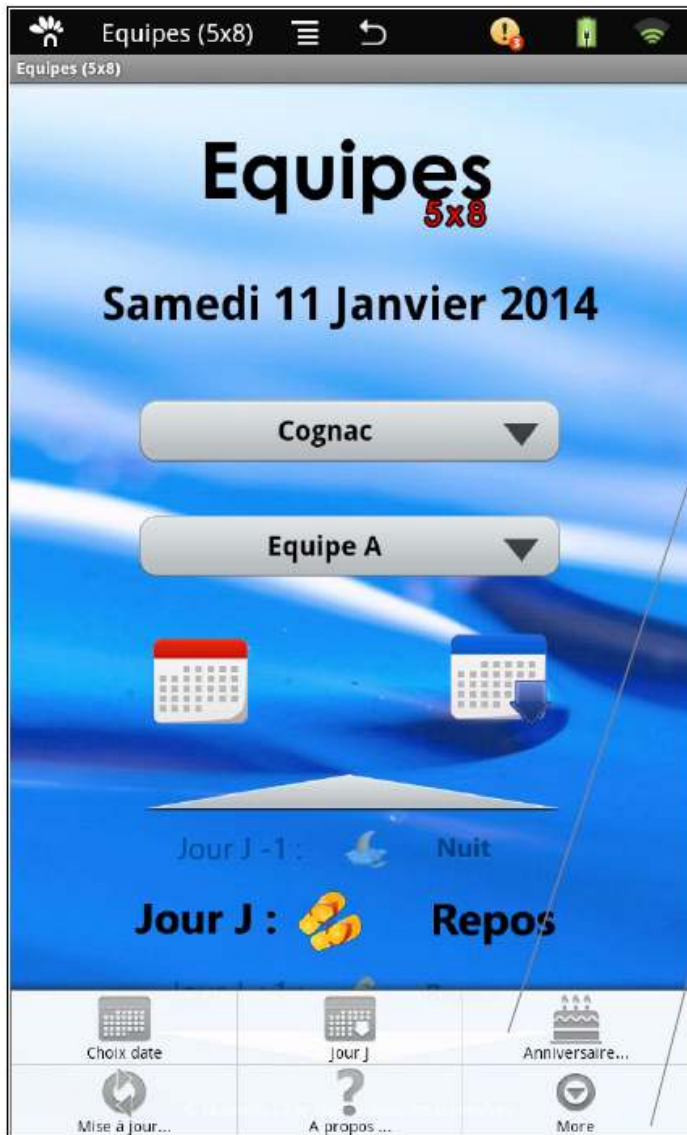 Equipes (5x8)
3
Equipes (5x8)
Equipes
5x8
Samedi 11 Janvier 2014
Cognac
Equipe A
Jour J -1 : Nuit
Jour J : Repos
Choix date Jour J Anniversaire...
Mise à jour... A propos ... More